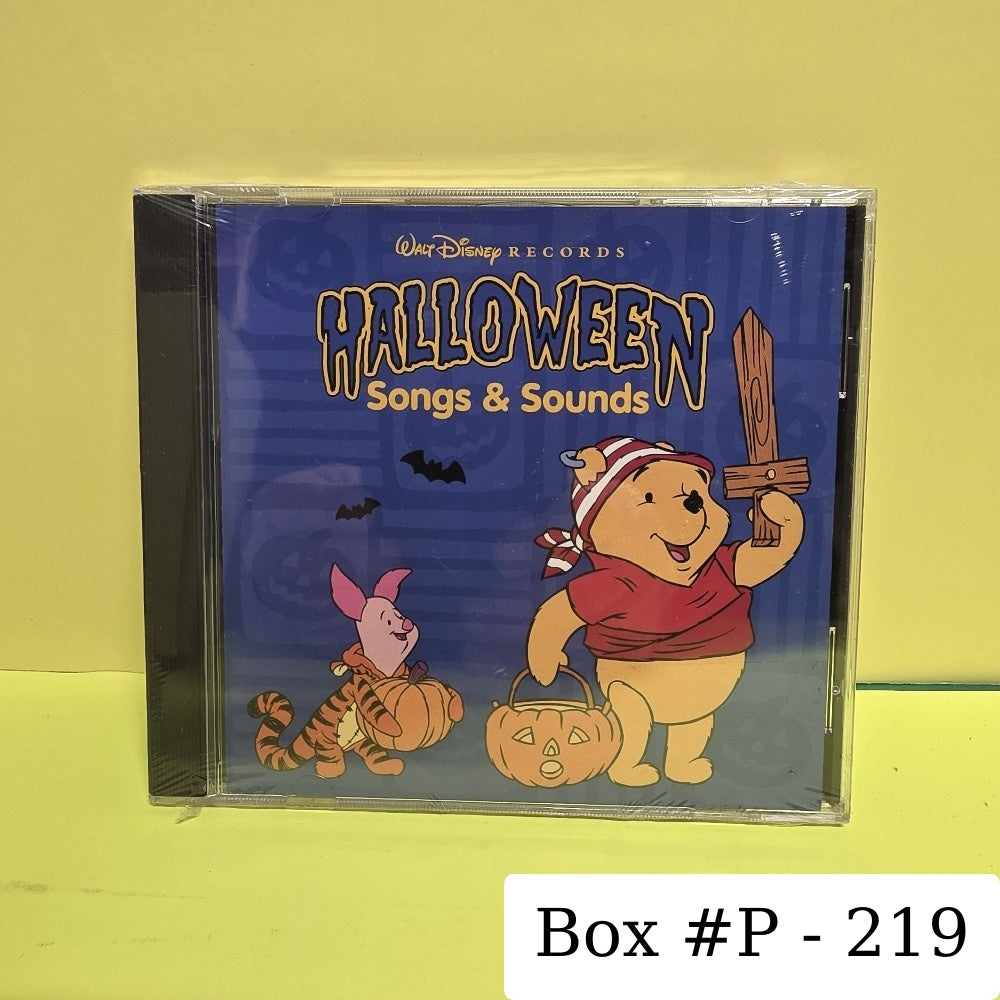 WALT DISNEY RECORDS
HALLOWEEN
Songs & Sounds
Box #P - 219